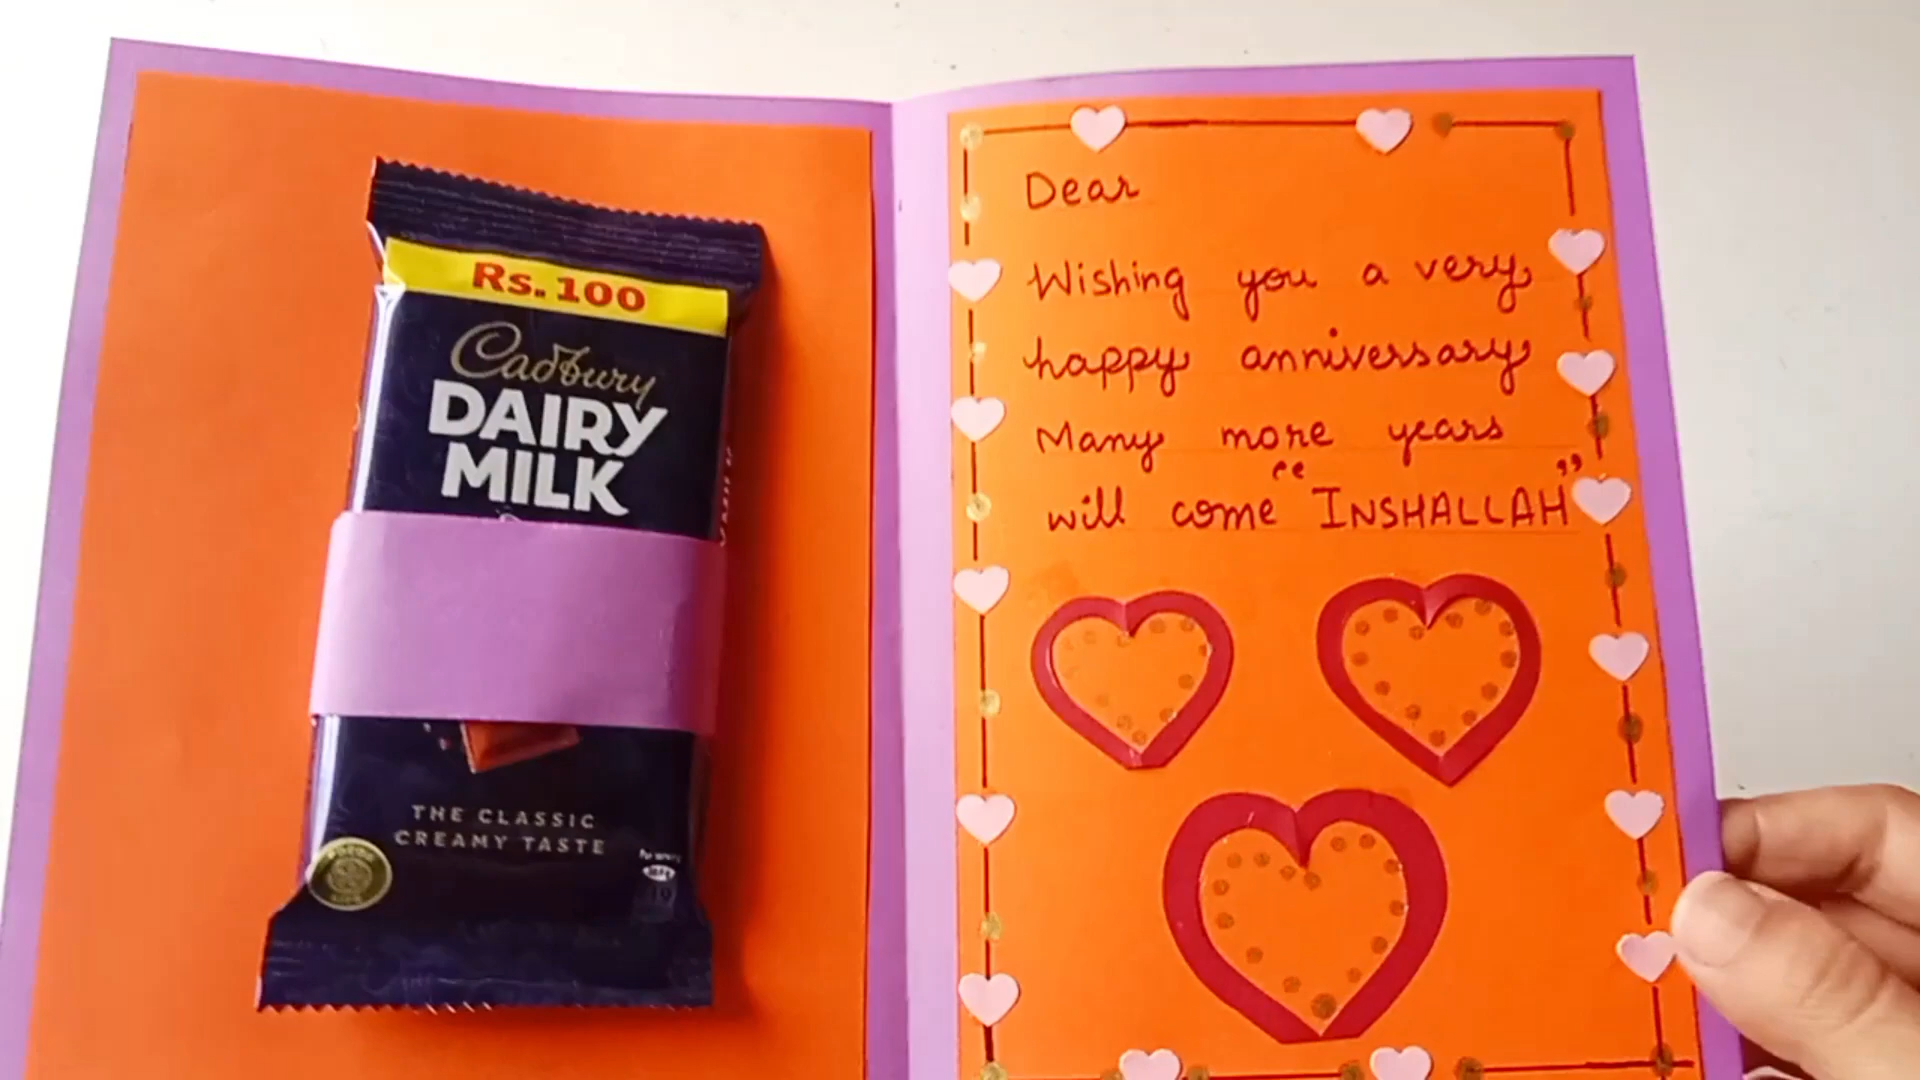 Rs. 100
Cadbury
DAIRY
MILK
THE CLASSIC
CREAMY TASTE
Dear
Wishing you a very
happy anniversary
Many more years
will come "INSHALLAH"